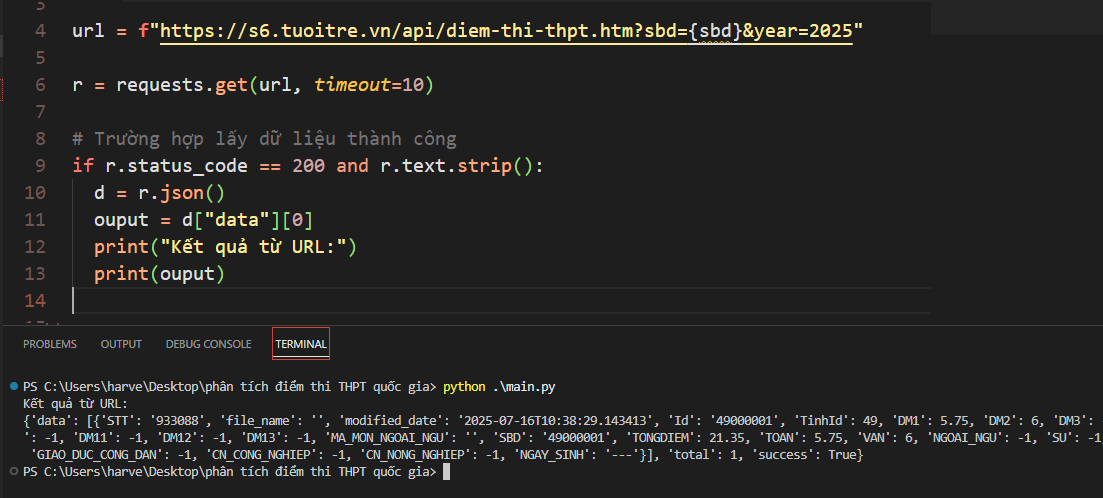 3
4 url = f"https://s6.tuoitre.vn/api/diem-thi-thpt.htm?sbd={sbd}&year=2025"
5
6 r = requests.get(url, timeout=10)
7
8 # Trường hợp lấy dữ liệu thành công
9 if r.status_code == 200 and r.text.strip():
10 d = r.json()
11 ouput = d["data"][0]
12 print("Kết quả từ URL:")
13 print(ouput)
14
PROBLEMS OUTPUT DEBUG CONSOLE TERMINAL
PS C:\Users\harve\Desktop\phân tích điểm thi THPT quốc gia> python .\main.py
Kết quả từ URL:
{'data': [{'STT': '933088', 'file_name': '', 'modified_date': '2025-07-16T10:38:29.143413', 'Id': '49000001', 'TinhId': 49, 'DM1': 5.75, 'DM2': 6, 'DM3': -
': -1, 'DM11': -1, 'DM12': -1, 'DM13': -1, 'MA_MON_NGOAI_NGU': '', 'SBD': '49000001', 'TONGDIEM': 21.35, 'TOAN': 5.75, 'VAN': 6, 'NGOAI_NGU': -1, 'SU': -1
'GIAO_DUC_CONG_DAN': -1, 'CN_CONG_NGHIEP': -1, 'CN_NONG_NGHIEP': -1, 'NGAY_SINH': '---'}], 'total': 1, 'success': True}
PS C:\Users\harve\Desktop\phân tích điểm thi THPT quốc gia>